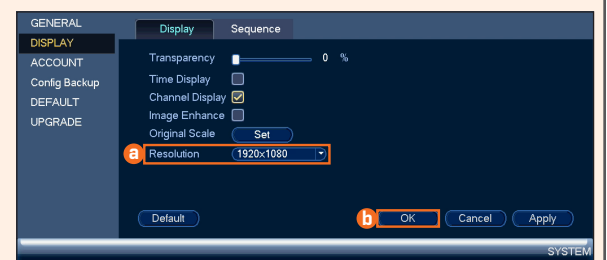 GENERAL
DISPLAY
ACCOUNT
Config Backup
DEFAULT
UPGRADE
Display Sequence
Transparency 0 %
Time Display
Channel Display
Image Enhance
Original Scale Set
a Resolution 1920x1080
Default b OK Cancel Apply
SYSTEM